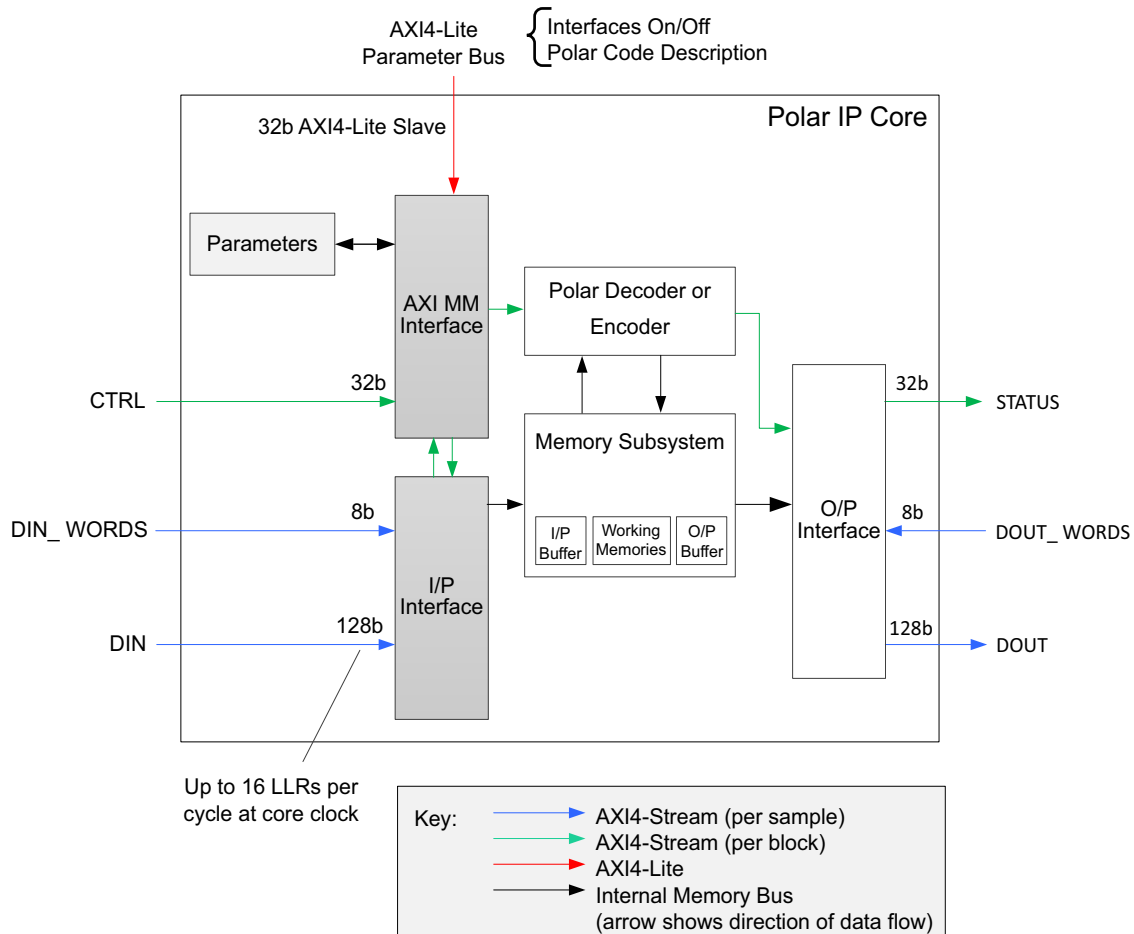 AXI4-Lite
Parameter Bus
Interfaces On/Off
Polar Code Description
Polar IP Core
32b AXI4-Lite Slave
Parameters
AXI MM
Interface
Polar Decoder or
Encoder
CTRL
32b
32b
STATUS
Memory Subsystem
I/P
Buffer
Working
Memories
O/P
Buffer
O/P
Interface
DIN_ WORDS
8b
8b
DOUT_ WORDS
I/P
Interface
DIN
128b
128b
DOUT
Up to 16 LLRs per
cycle at core clock
Key:
AXI4-Stream (per sample)
AXI4-Stream (per block)
AXI4-Lite
Internal Memory Bus
(arrow shows direction of data flow)